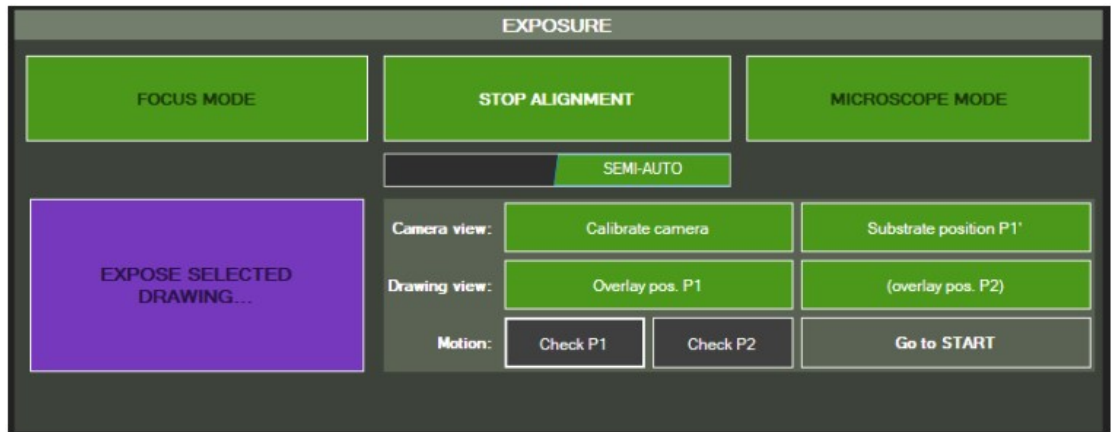 EXPOSURE
FOCUS MODE
STOP ALIGNMENT
MICROSCOPE MODE
SEMI-AUTO
EXPOSE SELECTED
DRAWING...
Camera view:
Calibrate camera
Substrate position P1'
Drawing view:
Overlay pos. P1
(overlay pos. P2)
Motion:
Check P1
Check P2
Go to START